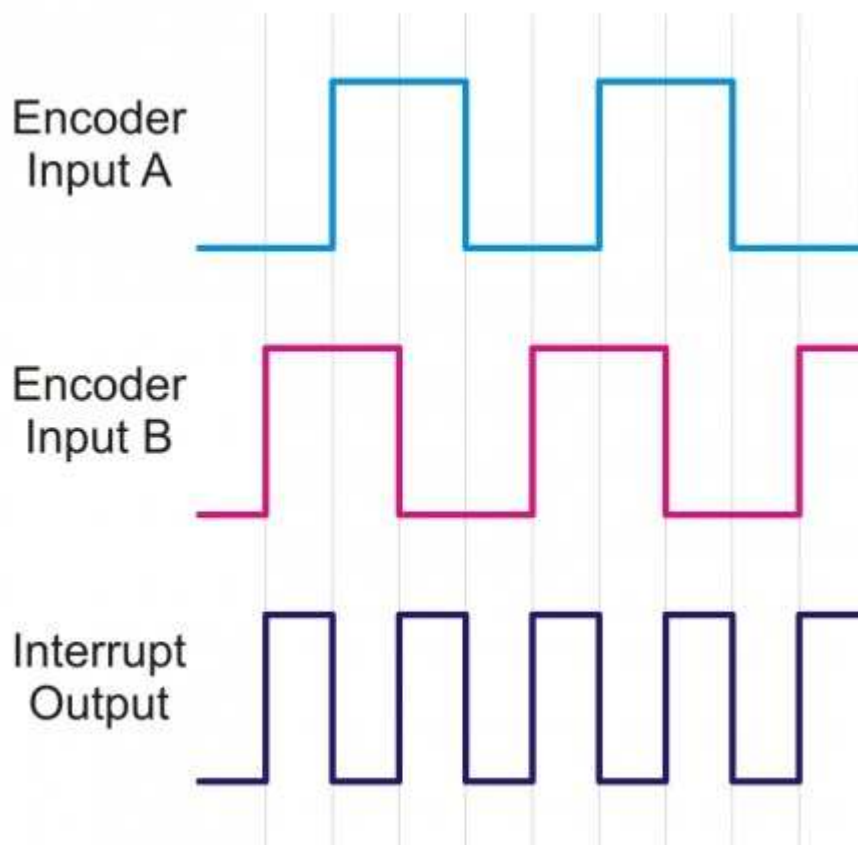 Encoder
Input A
Encoder
Input B
Interrupt
Output